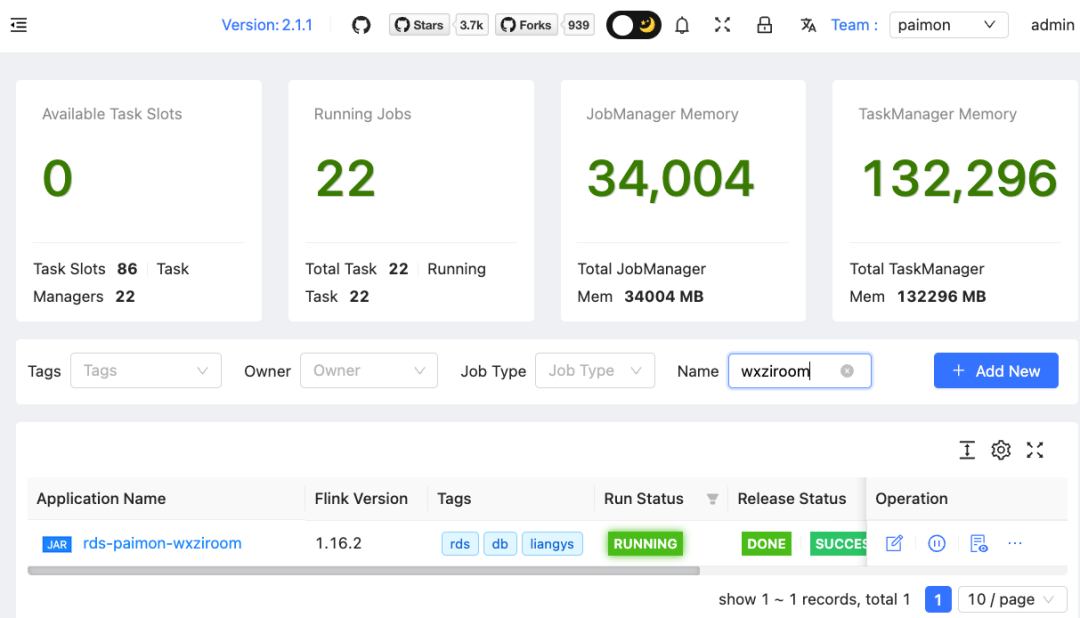 Version: 2.1.1 Stars 3.7k Forks 939 Team : paimon admin
Available Task Slots
0
Task Slots 86 Task
Managers 22
Running Jobs
22
Total Task 22 Running
Task 22
JobManager Memory
34,004
Total JobManager
Mem 34004 MB
TaskManager Memory
132,296
Total TaskManager
Mem 132296 MB
Tags Tags Owner Owner Job Type Job Type Name wxziroom + Add New
Application Name Flink Version Tags Run Status Release Status Operation
JAR rds-paimon-wxziroom 1.16.2 rds db liangys RUNNING DONE SUCCES ...
show 1 ~ 1 records, total 1 1 10 / page